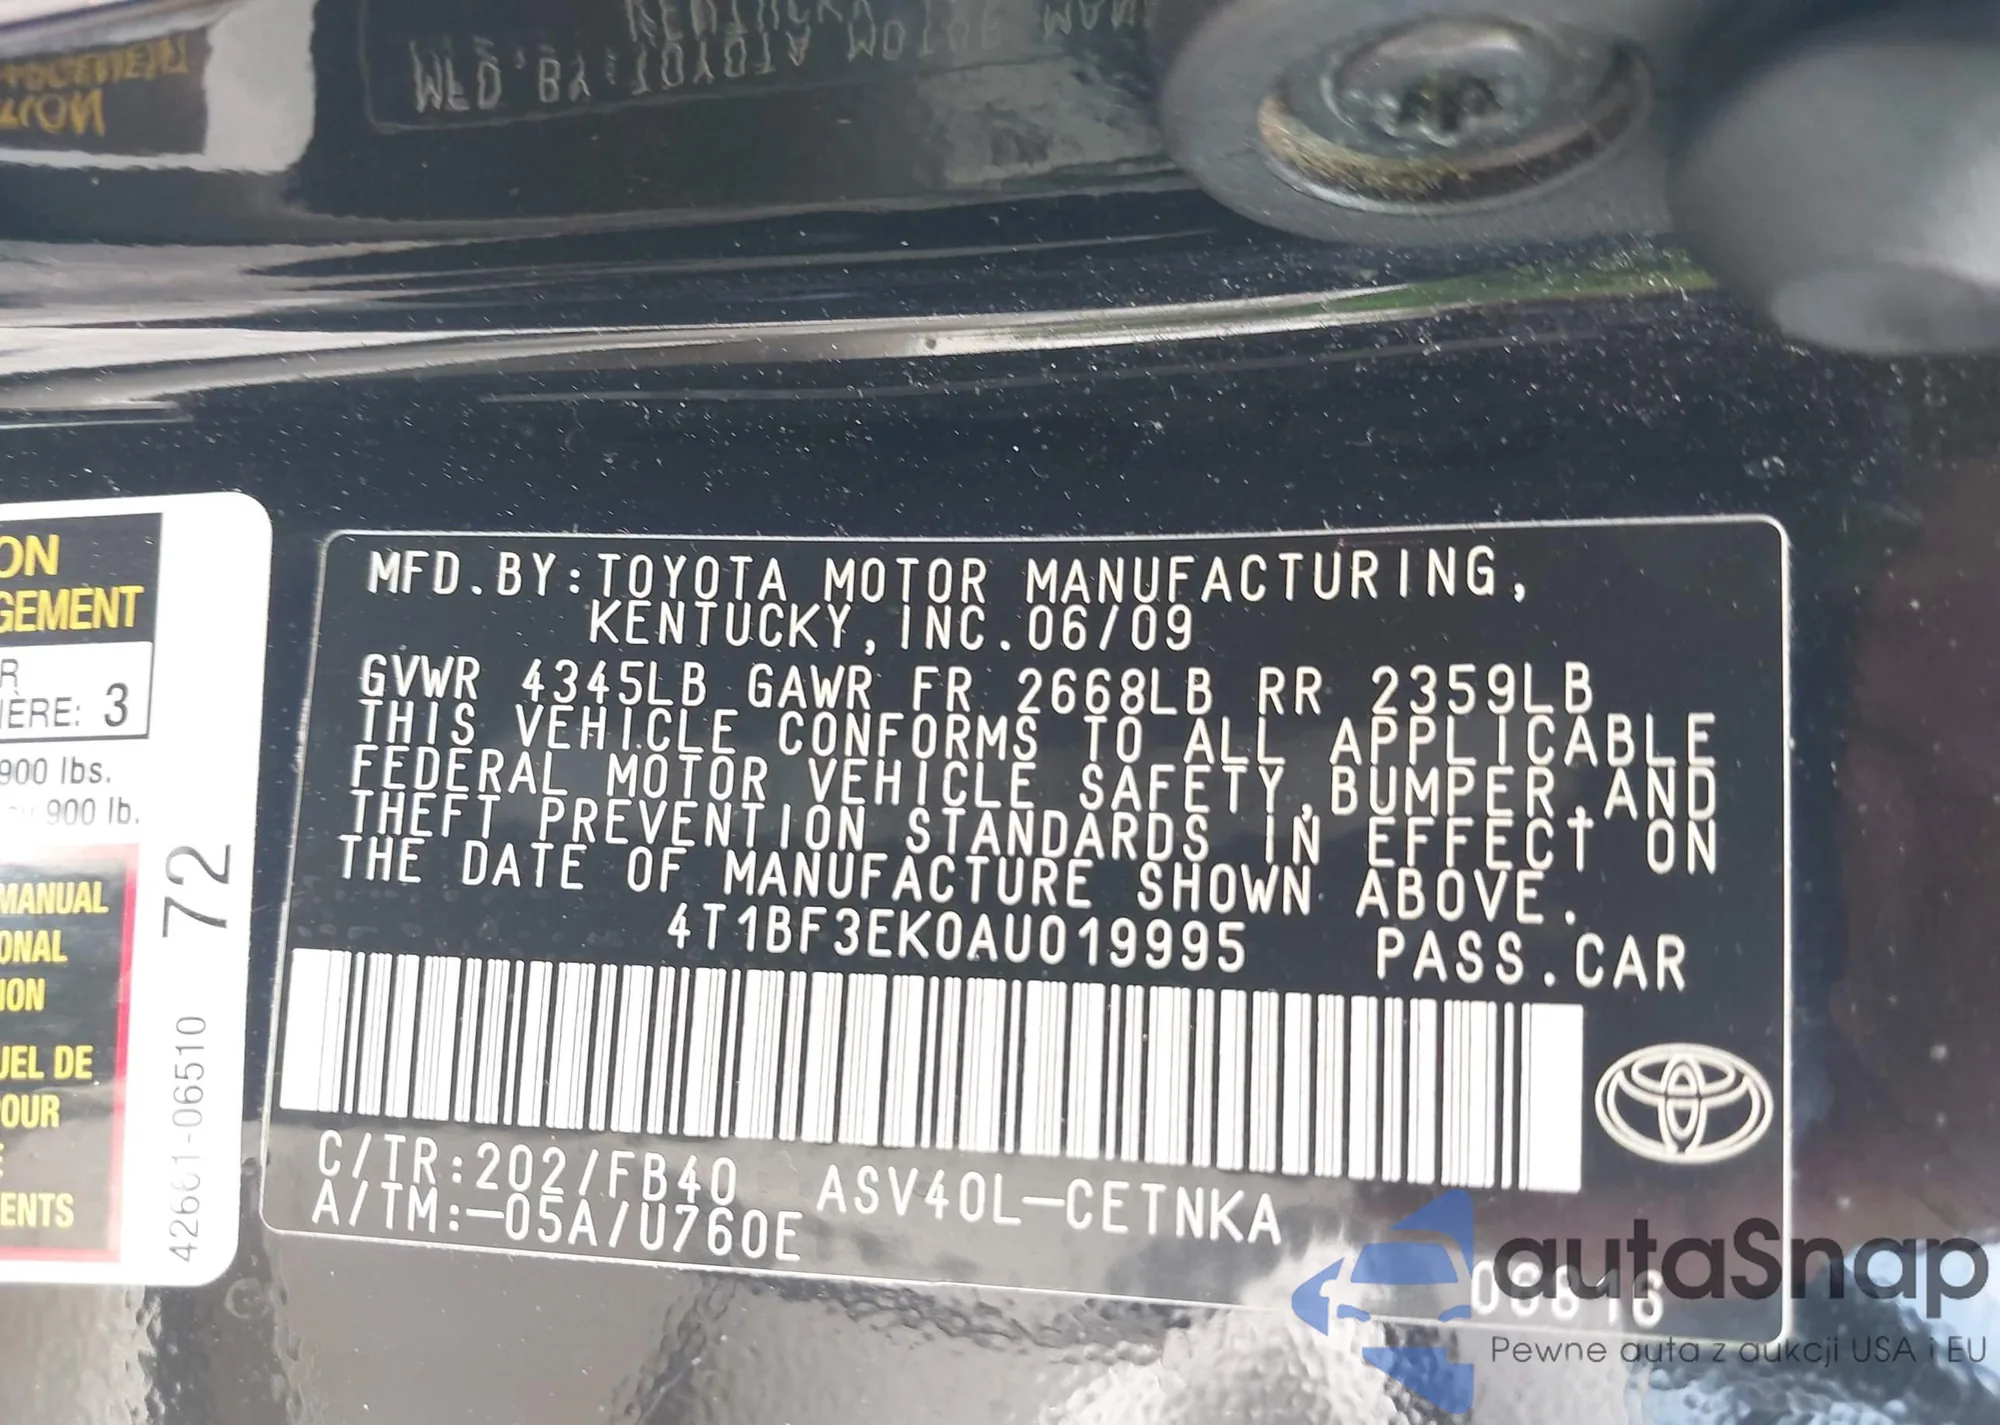 MFD.BY:TOYOTA MOTOR MANUFACTURING,
KENTUCKY,INC.06/09
GVWR 4345LB GAWR FR 2668LB RR 2359LB
THIS VEHICLE CONFORMS TO ALL APPLICABLE
FEDERAL MOTOR VEHICLE SAFETY,BUMPER,AND
THEFT PREVENTION STANDARDS IN EFFECT ON
THE DATE OF MANUFACTURE SHOWN ABOVE.
4T1BF3EK0AU019995 PASS.CAR
C/TR:202/FB40 ASV40L-CETNKA
A/TM:-05A/U760E
ON
GEMENT
R
IÈRE: 3
900 lbs.
900 lb.
MANUAL
ONAL
ION
UEL DE
POUR
E
ENTS
72
42661-06510
autaSnap
Pewne auta z aukcji USA i EU